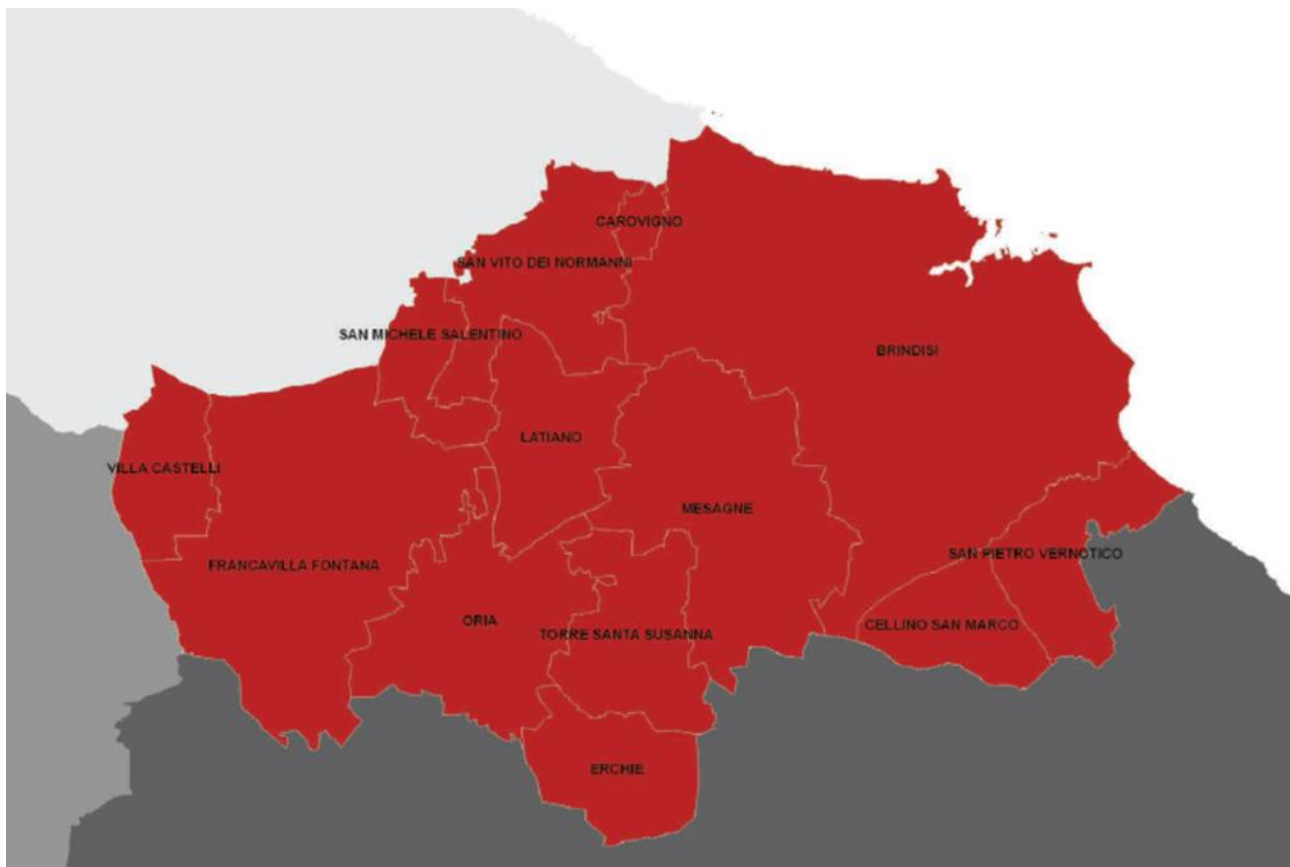 CAROVIGNO
SAN VITO DEI NORMANNI
SAN MICHELE SALENTINO
BRINDISI
LATIANO
VILLA CASTELLI
MESAGNE
SAN PIETRO VERNOTICO
FRANCAVILLA FONTANA
ORIA
CELLINO SAN MARCO
TORRE SANTA SUSANNA
ERCHIE